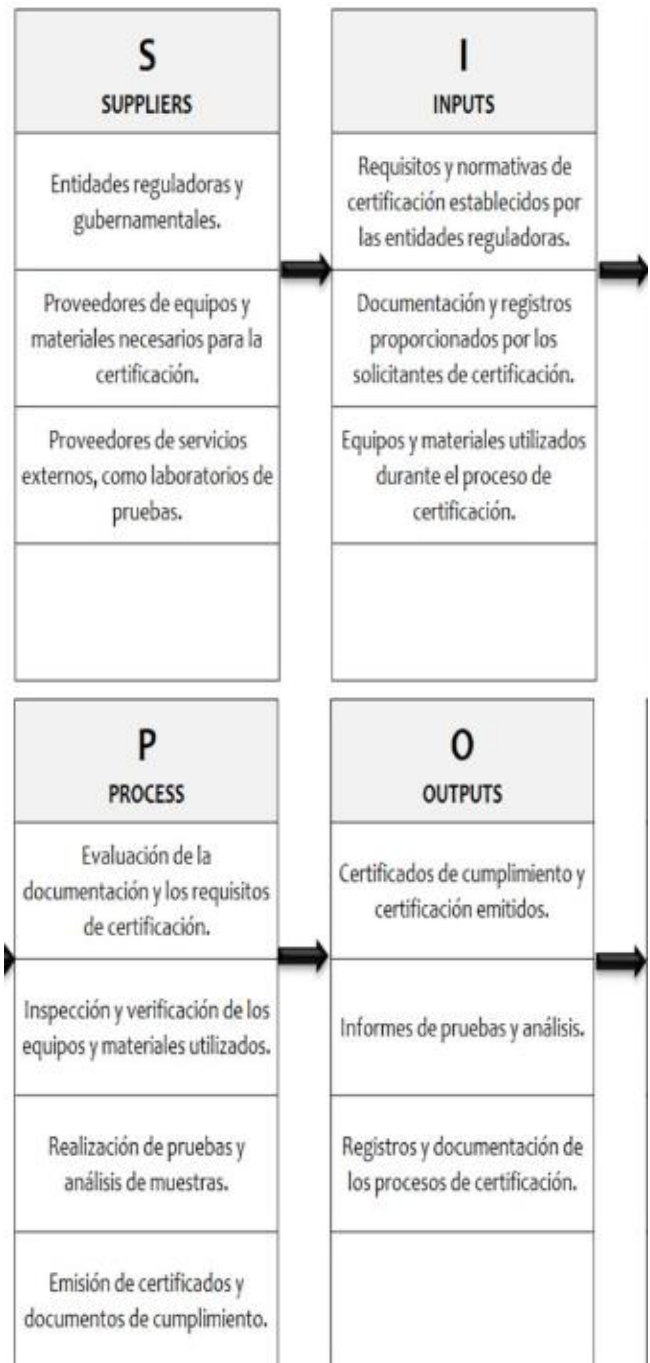 S
SUPPLIERS
Entidades reguladoras y
gubernamentales.
Proveedores de equipos y
materiales necesarios para la
certificación.
Proveedores de servicios
externos, como laboratorios de
pruebas.
I
INPUTS
Requisitos y normativas de
certificación establecidos por
las entidades reguladoras.
Documentación y registros
proporcionados por los
solicitantes de certificación.
Equipos y materiales utilizados
durante el proceso de
certificación.
P
PROCESS
Evaluación de la
documentación y los requisitos
de certificación.
Inspección y verificación de los
equipos y materiales utilizados.
Realización de pruebas y
análisis de muestras.
Emisión de certificados y
documentos de cumplimiento.
O
OUTPUTS
Certificados de cumplimiento y
certificación emitidos.
Informes de pruebas y análisis.
Registros y documentación de
los procesos de certificación.